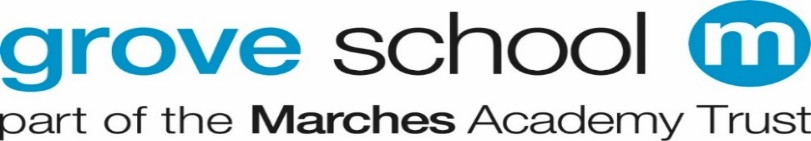 grove school m
part of the Marches Academy Trust